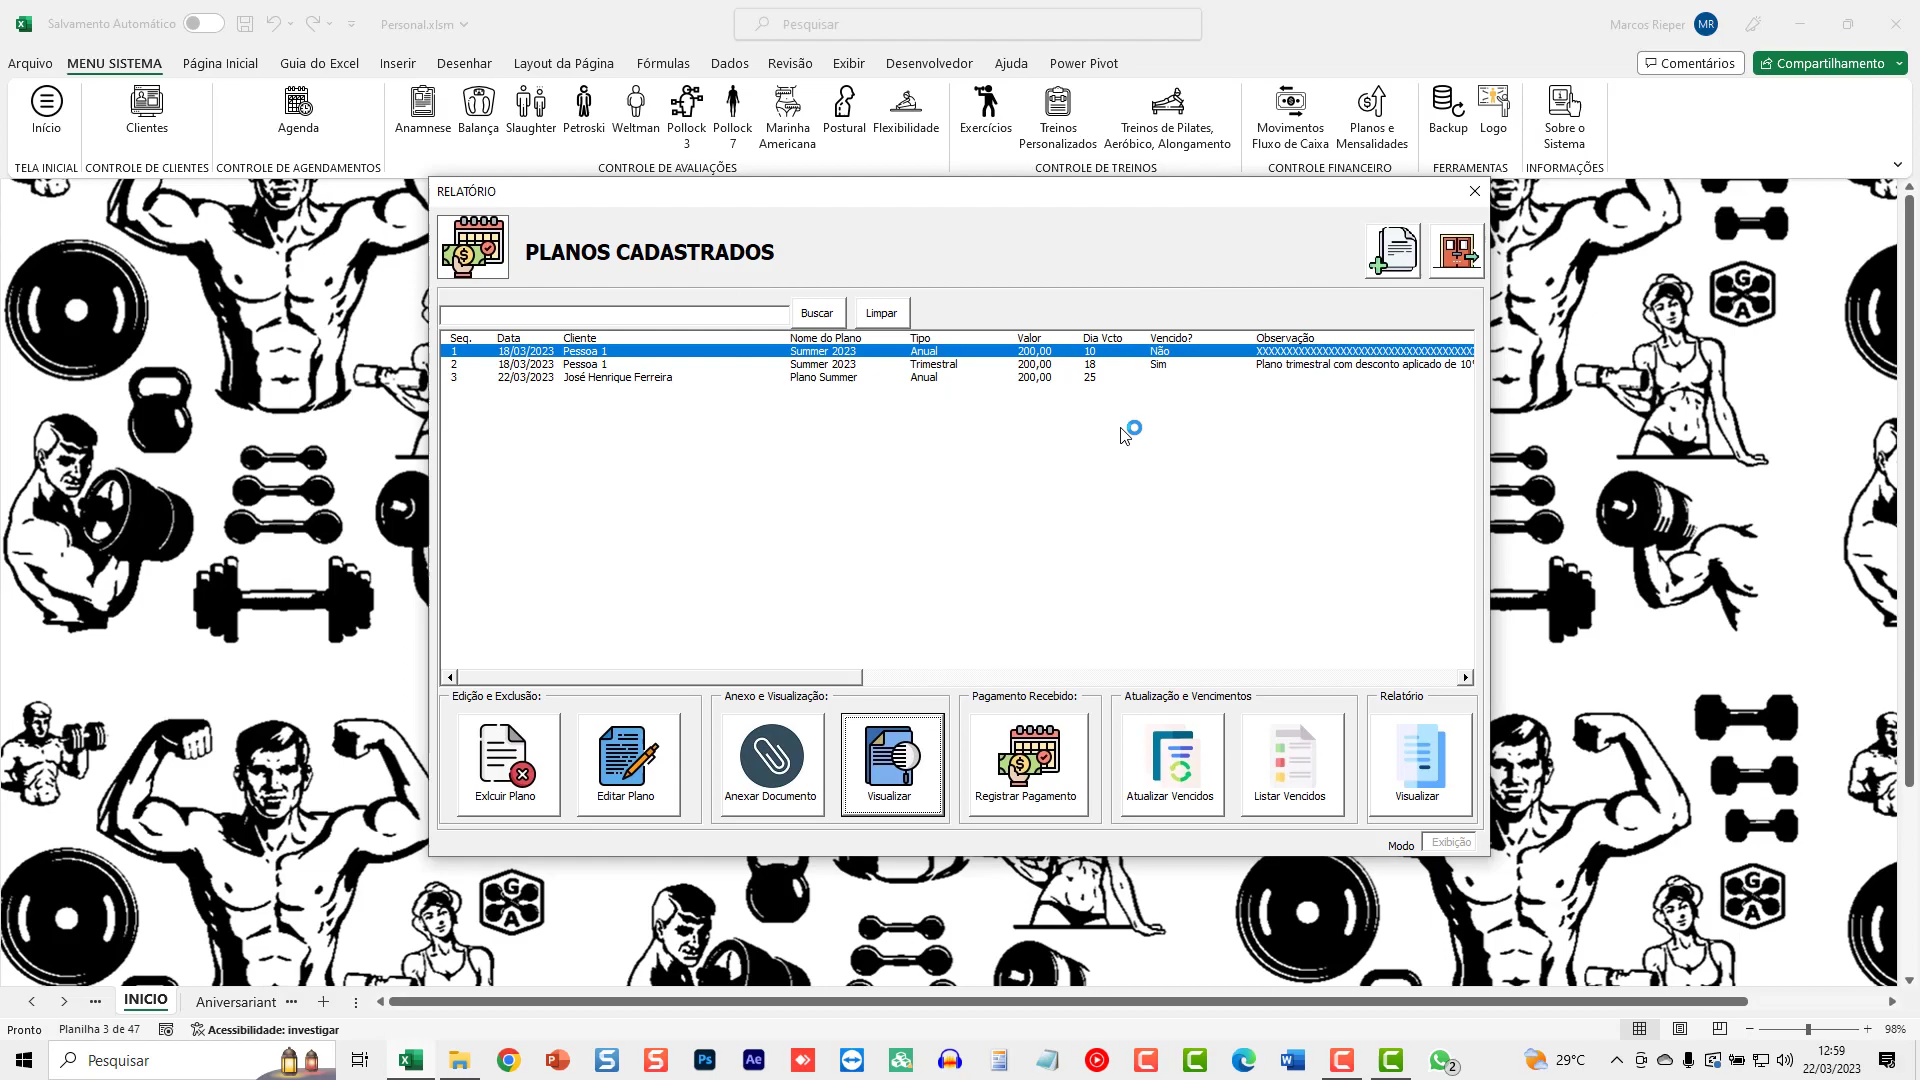 Salvamento Automático
Personal.xlsm
Pesquisar
Marcos Rieper
MR
Arquivo
MENU SISTEMA
Página Inicial
Guia do Excel
Inserir
Desenhar
Layout da Página
Fórmulas
Dados
Revisão
Exibir
Desenvolvedor
Ajuda
Power Pivot
Comentários
Compartilhamento
Início
Clientes
Agenda
Anamnese
Balança
Slaughter
Petroski
Weltman
Pollock
3
Pollock
7
Marinha
Americana
Postural
Flexibilidade
Exercícios
Treinos
Personalizados
Treinos de Pilates,
Aeróbico, Alongamento
Movimentos
Fluxo de Caixa
Planos e
Mensalidades
Backup
Logo
Sobre o
Sistema
TELA INICIAL
CONTROLE DE CLIENTES
CONTROLE DE AGENDAMENTOS
CONTROLE DE AVALIAÇÕES
CONTROLE DE TREINOS
CONTROLE FINANCEIRO
FERRAMENTAS
INFORMAÇÕES
RELATÓRIO
PLANOS CADASTRADOS
Buscar
Limpar
Seq. Data Cliente Nome do Plano Tipo Valor Dia Vcto Vencido? Observação
1 18/03/2023 Pessoa 1 Summer 2023 Anual 200,00 10 Não
2 18/03/2023 Pessoa 1 Summer 2023 Trimestral 200,00 18 Sim Plano trimestral com desconto aplicado de 10
3 22/03/2023 José Henrique Ferreira Plano Summer Anual 200,00 25
Edição e Exclusão:
Exlcuir Plano
Editar Plano
Anexo e Visualização:
Anexar Documento
Visualizar
Pagamento Recebido:
Registrar Pagamento
Atualização e Vencimentos
Atualizar Vencidos
Listar Vencidos
Relatório
Visualizar
Modo
Exibição
G
A
G
A
G
A
INICIO
Aniversariant
Pronto
Planilha 3 de 47
Acessibilidade: investigar
98%
Pesquisar
Ps
Ae
2
29°C
12:59
22/03/2023